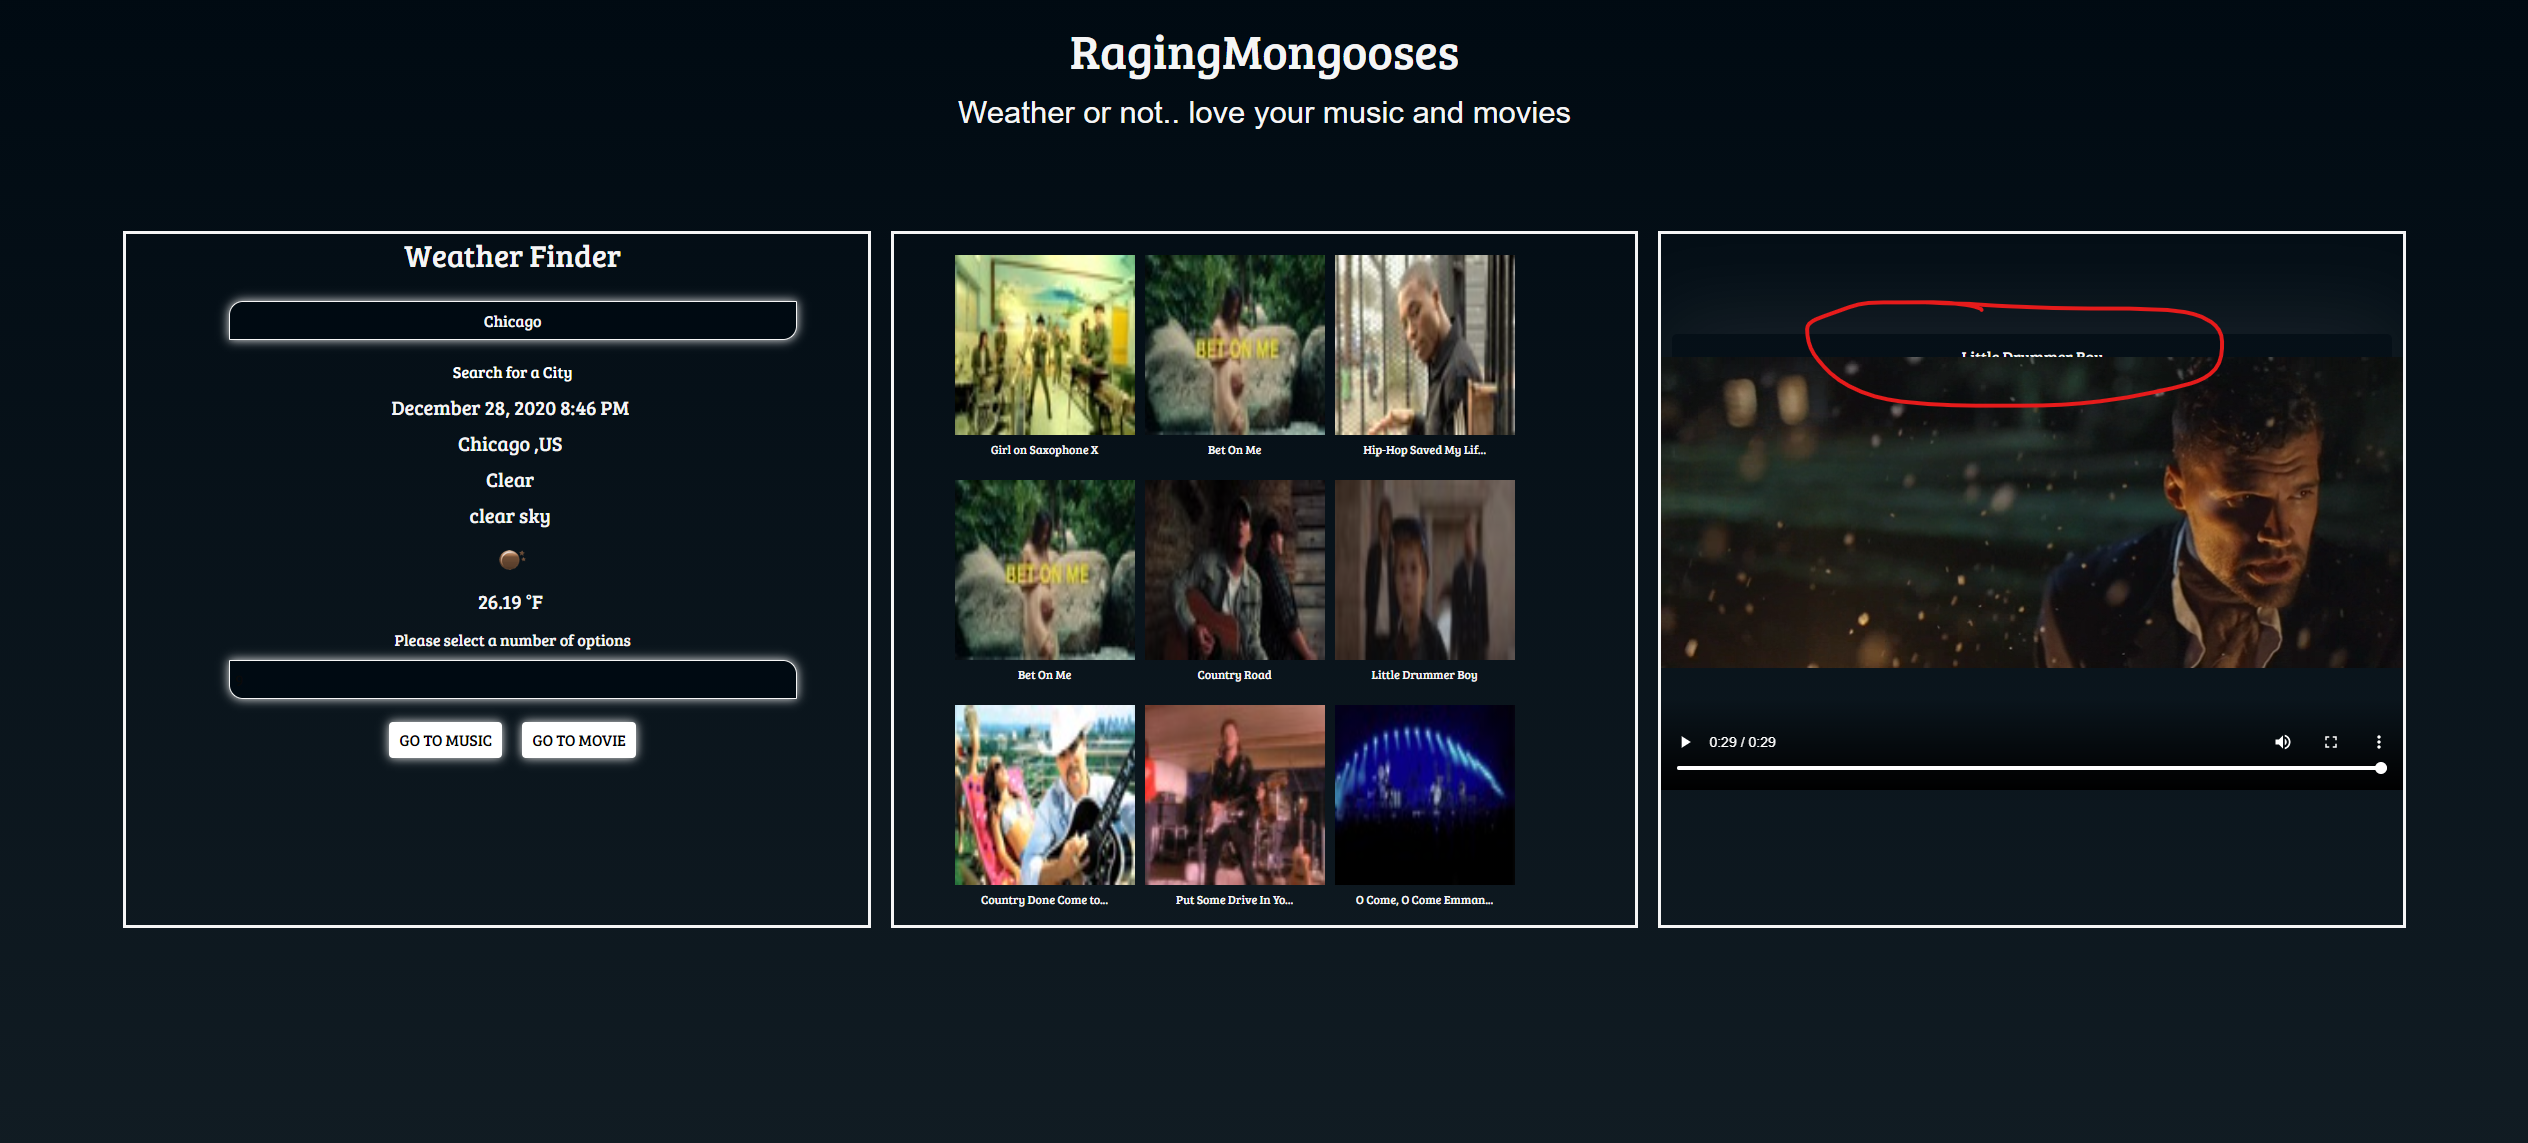 RagingMongooses
Weather or not.. love your music and movies
Weather Finder
Chicago
Search for a City
December 28, 2020 8:46 PM
Chicago ,US
Clear
clear sky
26.19 °F
Please select a number of options
GO TO MUSIC GO TO MOVIE
BET ON ME
Girl on Saxophone X Bet On Me Hip-Hop Saved My Lif...
BET ON ME
Bet On Me Country Road Little Drummer Boy
Country Done Come to... Put Some Drive In Yo... O Come, O Come Emman...
Little Drummer Boy
0:29 / 0:29